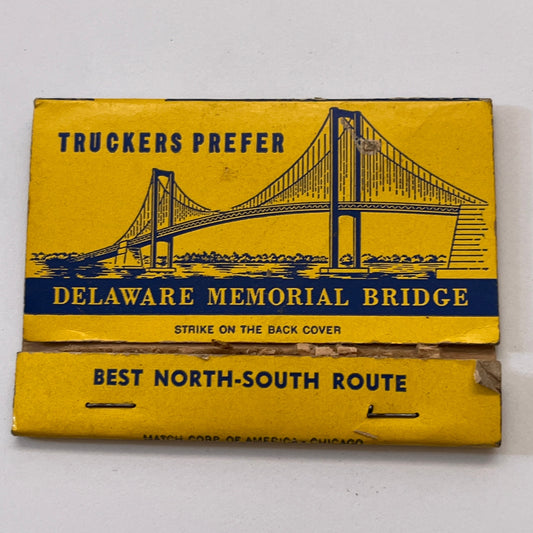 TRUCKERS PREFER
DELAWARE MEMORIAL BRIDGE
STRIKE ON THE BACK COVER
BEST NORTH-SOUTH ROUTE
MATCH CORP. OF AMERICA - CHICAGO